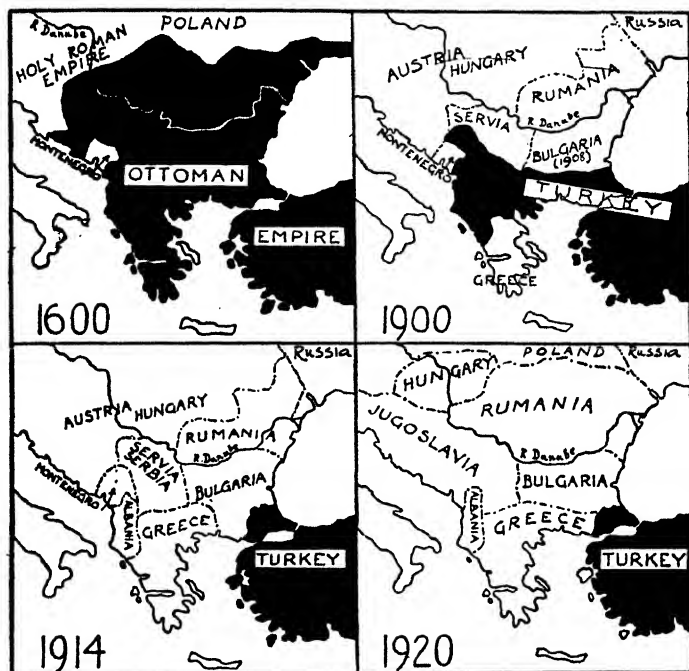 POLAND
R. Danube
HOLY ROMAN
EMPIRE
MONTENEGRO
OTTOMAN
EMPIRE
1600
Russia
AUSTRIA
HUNGARY
RUMANIA
SERVIA
R. Danube
MONTENEGRO
BULGARIA
(1908)
TURKEY
GREECE
1900
Russia
AUSTRIA HUNGARY
RUMANIA
SERVIA
SERBIA
R. Danube
MONTENEGRO
BULGARIA
ALBANIA
GREECE
TURKEY
1914
POLAND
Russia
HUNGARY
RUMANIA
JUGOSLAVIA
R. Danube
BULGARIA
ALBANIA
GREECE
TURKEY
1920